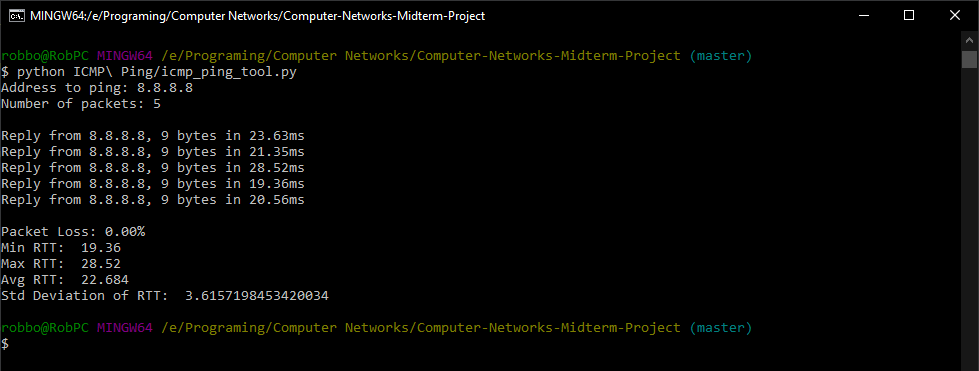 MINGW64:/e/Programing/Computer Networks/Computer-Networks-Midterm-Project
robbo@RobPC MINGW64 /e/Programing/Computer Networks/Computer-Networks-Midterm-Project (master)
$ python ICMP\ Ping/icmp_ping_tool.py
Address to ping: 8.8.8.8
Number of packets: 5
Reply from 8.8.8.8, 9 bytes in 23.63ms
Reply from 8.8.8.8, 9 bytes in 21.35ms
Reply from 8.8.8.8, 9 bytes in 28.52ms
Reply from 8.8.8.8, 9 bytes in 19.36ms
Reply from 8.8.8.8, 9 bytes in 20.56ms
Packet Loss: 0.00%
Min RTT:  19.36
Max RTT:  28.52
Avg RTT:  22.684
Std Deviation of RTT:  3.6157198453420034
robbo@RobPC MINGW64 /e/Programing/Computer Networks/Computer-Networks-Midterm-Project (master)
$